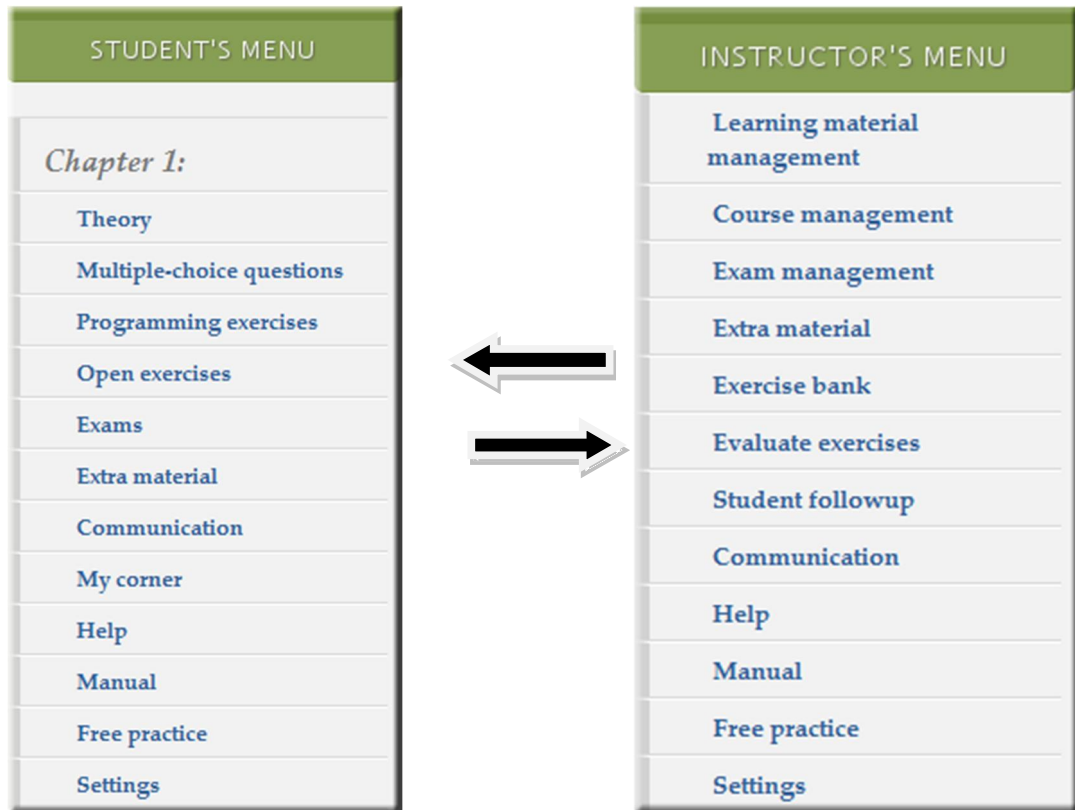 STUDENT'S MENU
Chapter 1:
Theory
Multiple-choice questions
Programming exercises
Open exercises
Exams
Extra material
Communication
My corner
Help
Manual
Free practice
Settings
INSTRUCTOR'S MENU
Learning material
management
Course management
Exam management
Extra material
Exercise bank
Evaluate exercises
Student followup
Communication
Help
Manual
Free practice
Settings